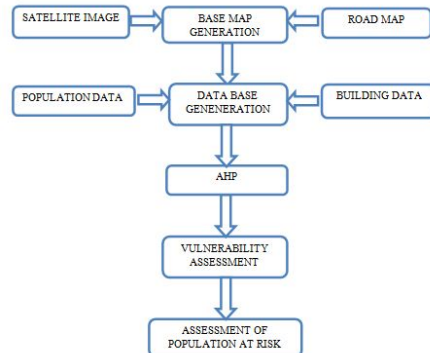 SATELLITE IMAGE
BASE MAP
GENERATION
ROAD MAP
POPULATION DATA
DATA BASE
GENENERATION
BUILDING DATA
AHP
VULNERABILITY
ASSESSMENT
ASSESSMENT OF
POPULATION AT RISK